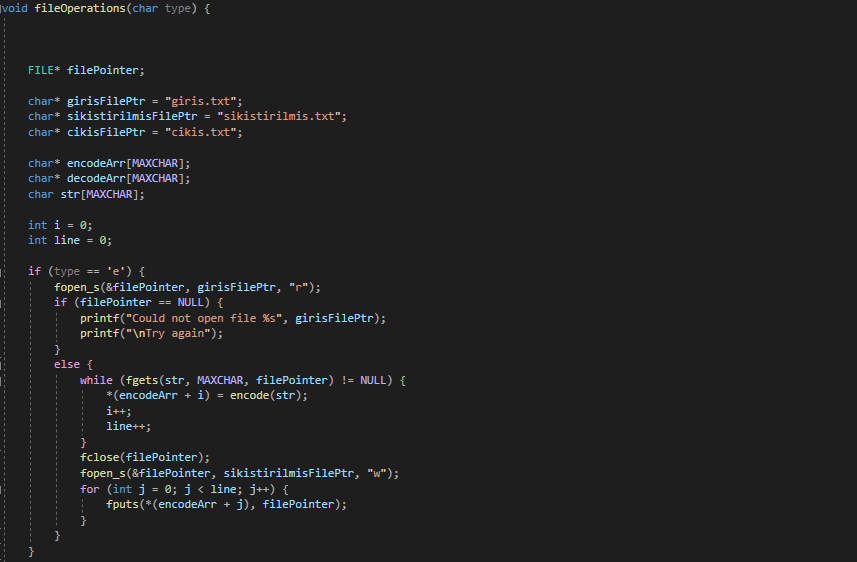 void fileOperations(char type) {
FILE* filePointer;
char* girisFilePtr = "giris.txt";
char* sikistirilmisFilePtr = "sikistirilmis.txt";
char* cikisFilePtr = "cikis.txt";
char* encodeArr[MAXCHAR];
char* decodeArr[MAXCHAR];
char str[MAXCHAR];
int i = 0;
int line = 0;
if (type == 'e') {
fopen_s(&filePointer, girisFilePtr, "r");
if (filePointer == NULL) {
printf("Could not open file %s", girisFilePtr);
printf("\nTry again");
}
else {
while (fgets(str, MAXCHAR, filePointer) != NULL) {
*(encodeArr + i) = encode(str);
i++;
line++;
}
fclose(filePointer);
fopen_s(&filePointer, sikistirilmisFilePtr, "w");
for (int j = 0; j < line; j++) {
fputs(*(encodeArr + j), filePointer);
}
}
}